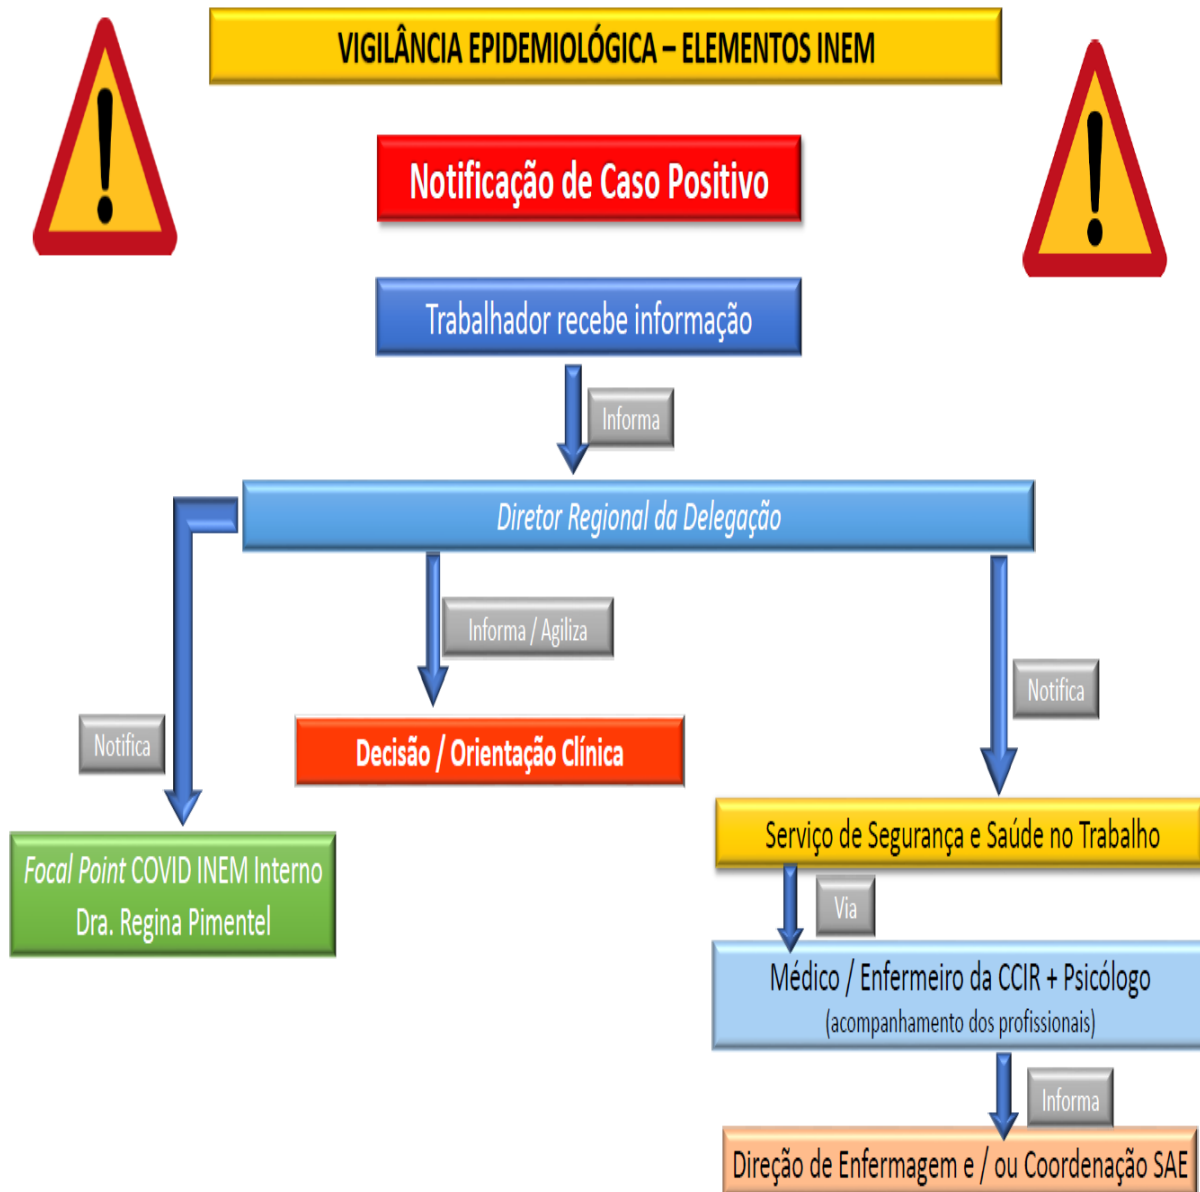 VIGILÂNCIA EPIDEMIOLÓGICA – ELEMENTOS INEM
Notificação de Caso Positivo
Trabalhador recebe informação
Informa
Diretor Regional da Delegação
Informa / Agiliza
Notifica
Notifica
Decisão / Orientação Clínica
Serviço de Segurança e Saúde no Trabalho
Focal Point COVID INEM Interno
Dra. Regina Pimentel
Via
Médico / Enfermeiro da CCIR + Psicólogo
(acompanhamento dos profissionais)
Informa
Direção de Enfermagem e / ou Coordenação SAE